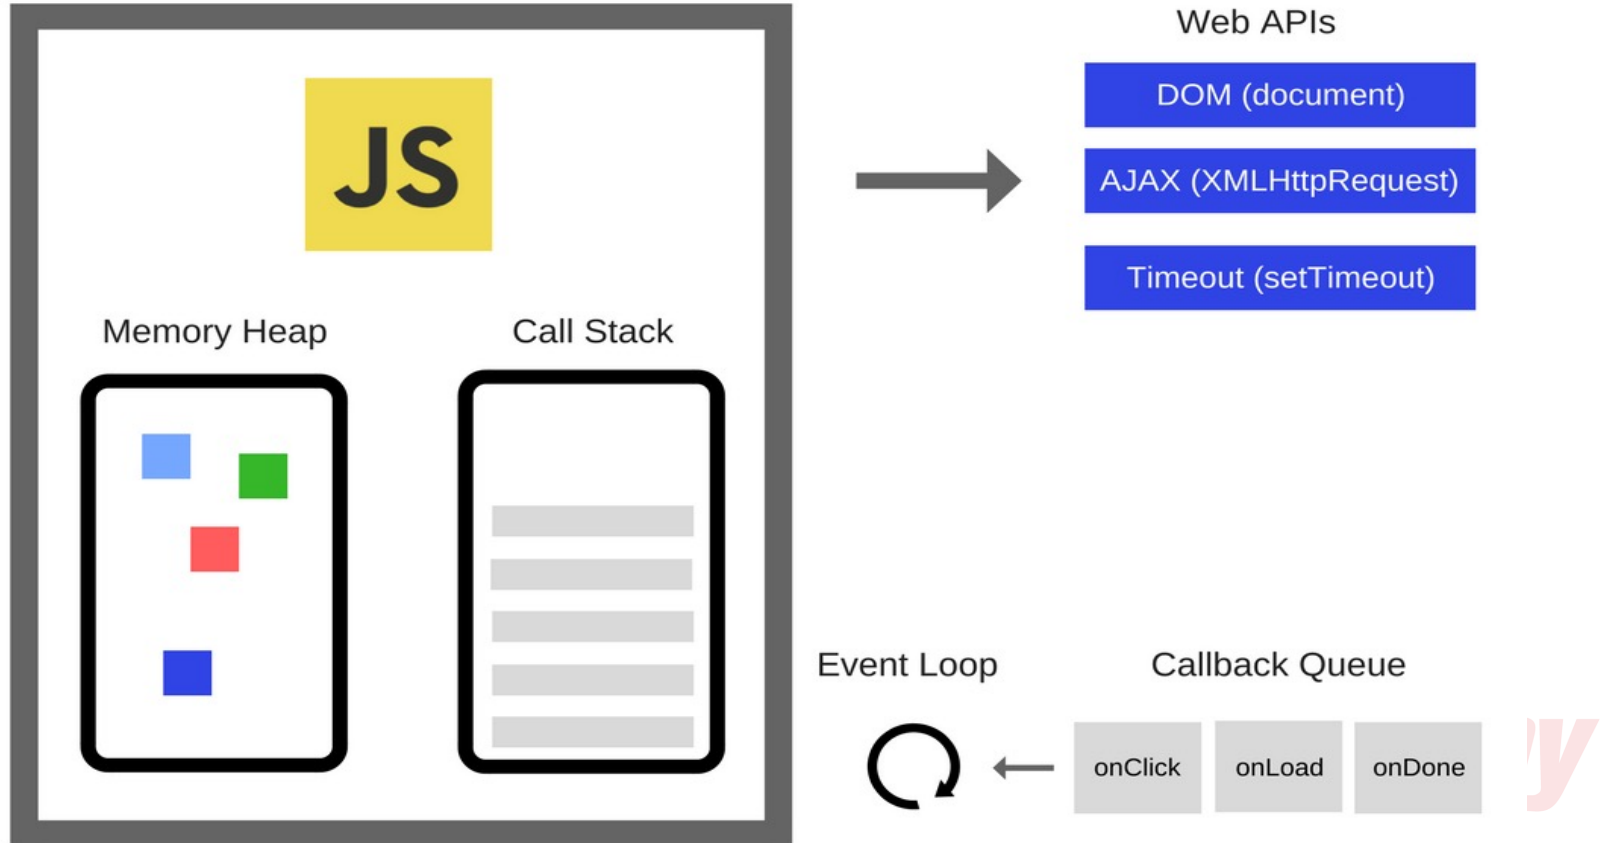 Web APIs
DOM (document)
JS
AJAX (XMLHttpRequest)
Timeout (setTimeout)
Memory Heap
Call Stack
Event Loop
Callback Queue
onClick
onLoad
onDone
y